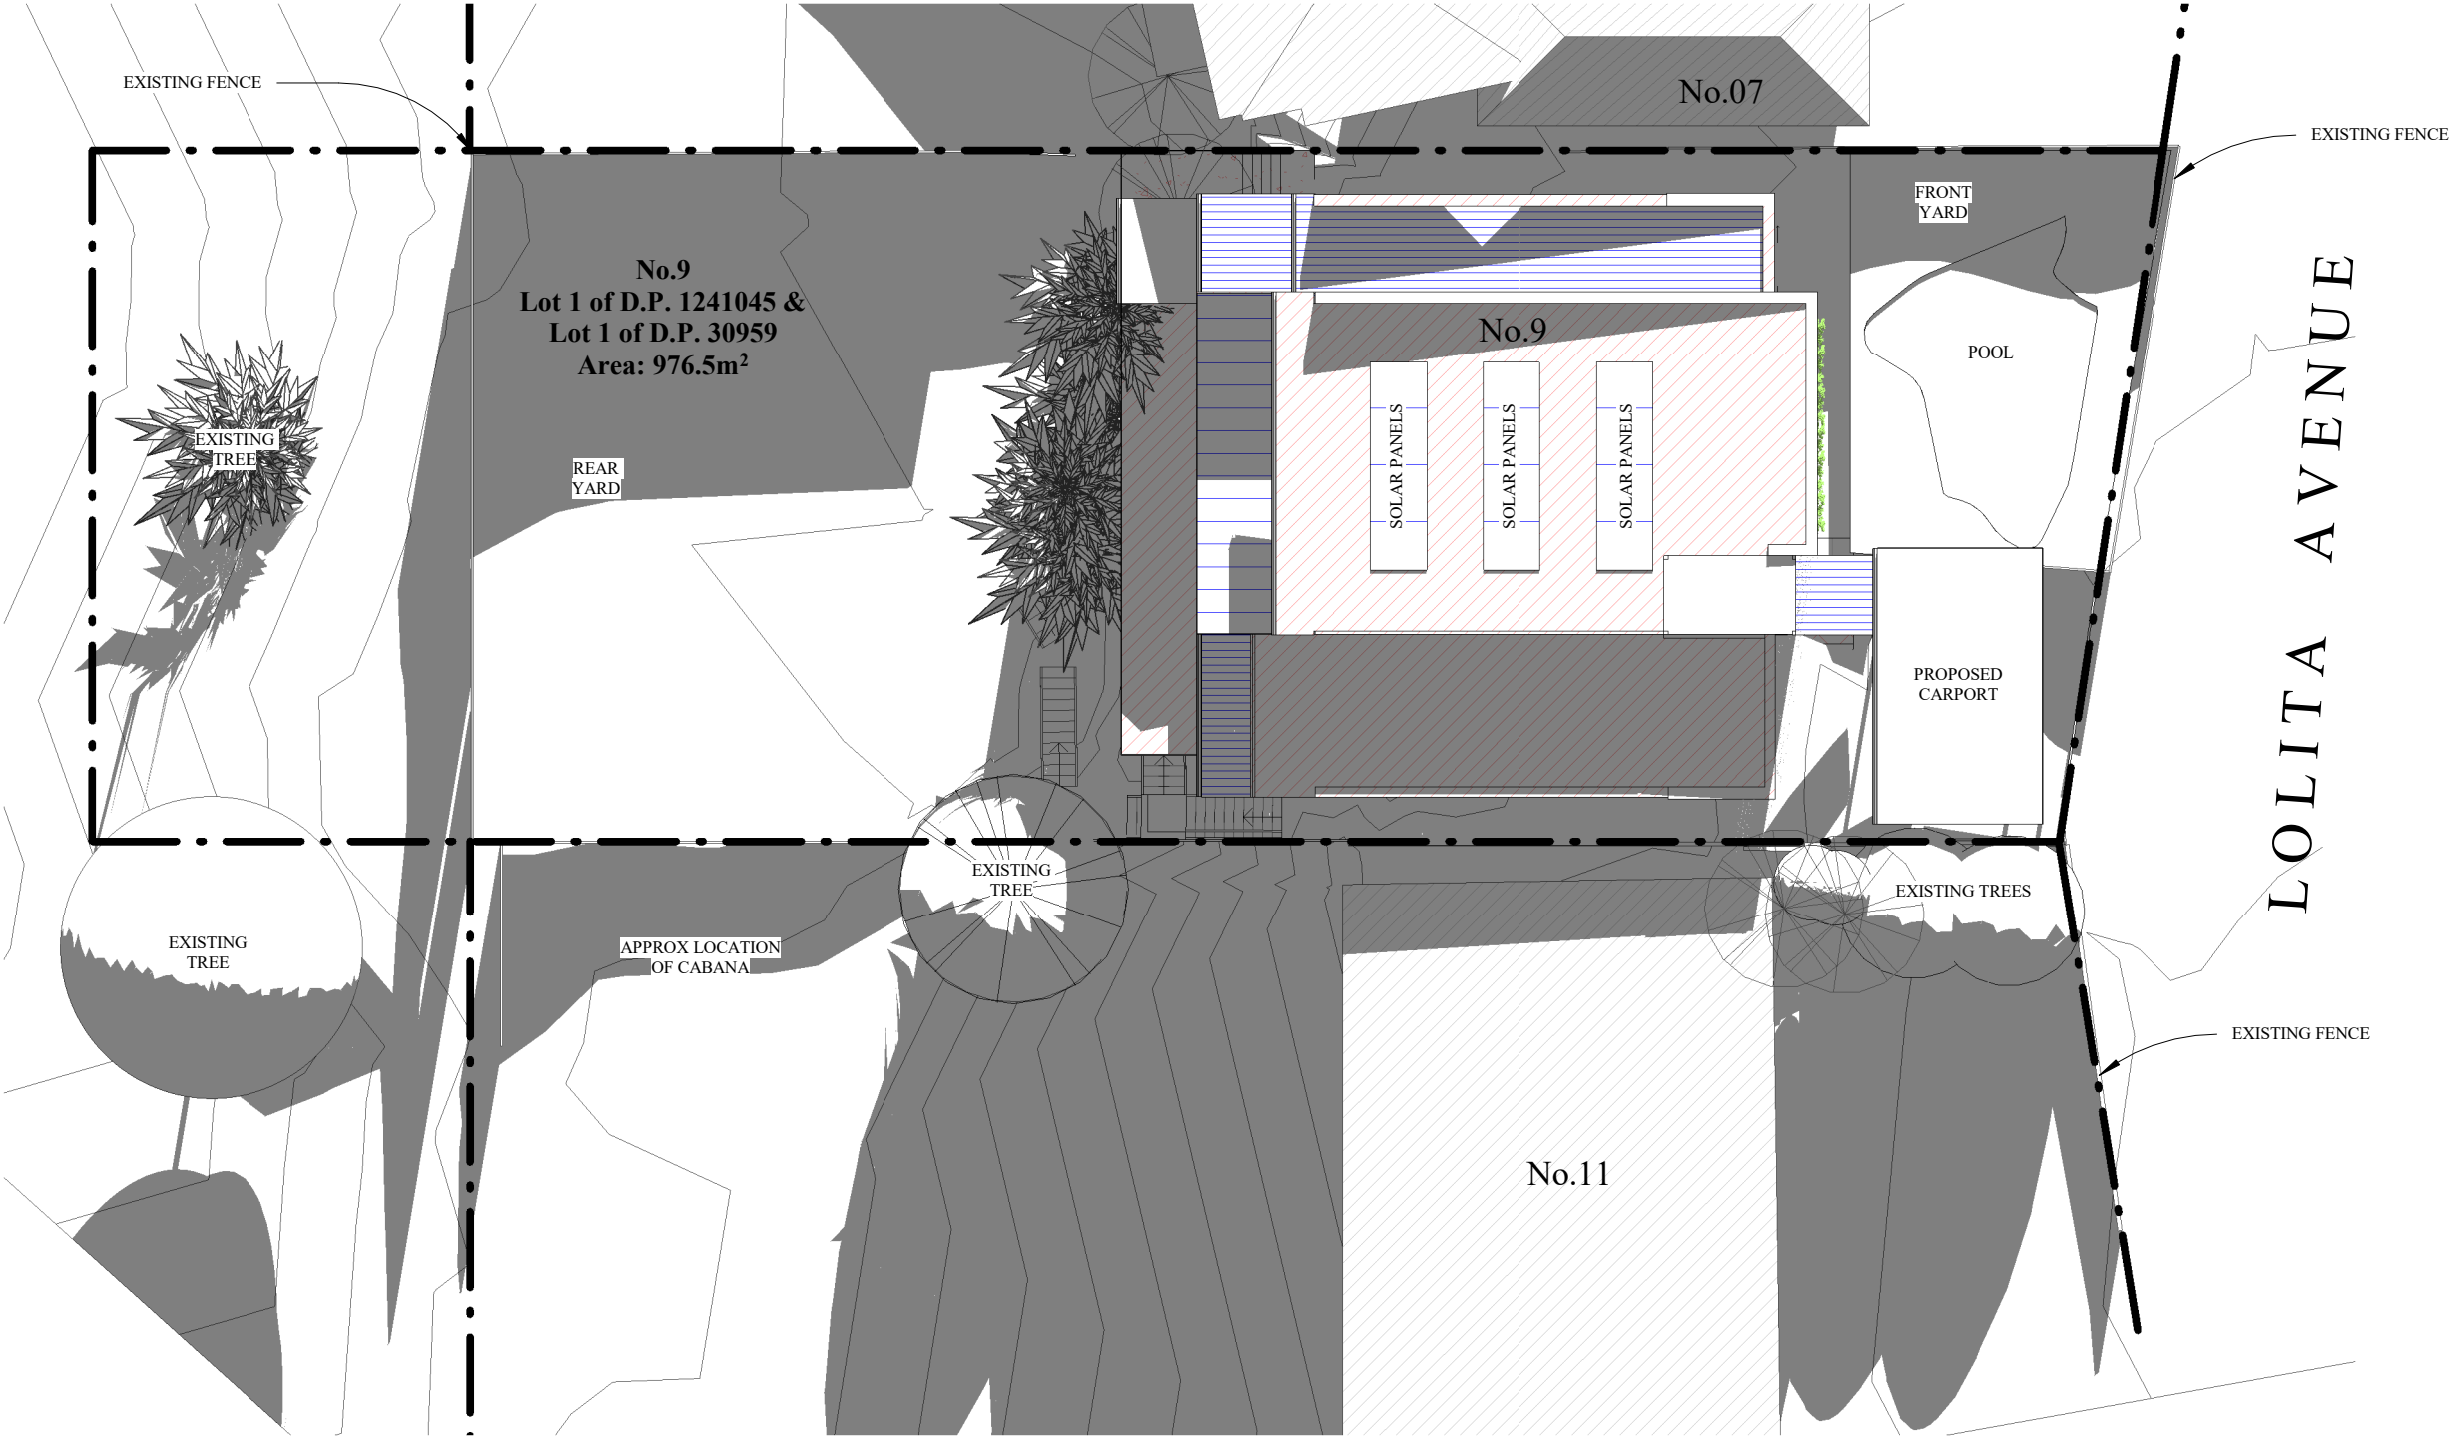 EXISTING FENCE
No.07
EXISTING FENCE
FRONT
YARD
No.9
Lot 1 of D.P. 1241045 &
Lot 1 of D.P. 30959
Area: 976.5m²
No.9
POOL
EXISTING
TREE
REAR
YARD
SOLAR PANELS
SOLAR PANELS
SOLAR PANELS
LOLITA AVENUE
PROPOSED
CARPORT
EXISTING
TREE
EXISTING TREES
EXISTING
TREE
APPROX LOCATION
OF CABANA
EXISTING FENCE
No.11